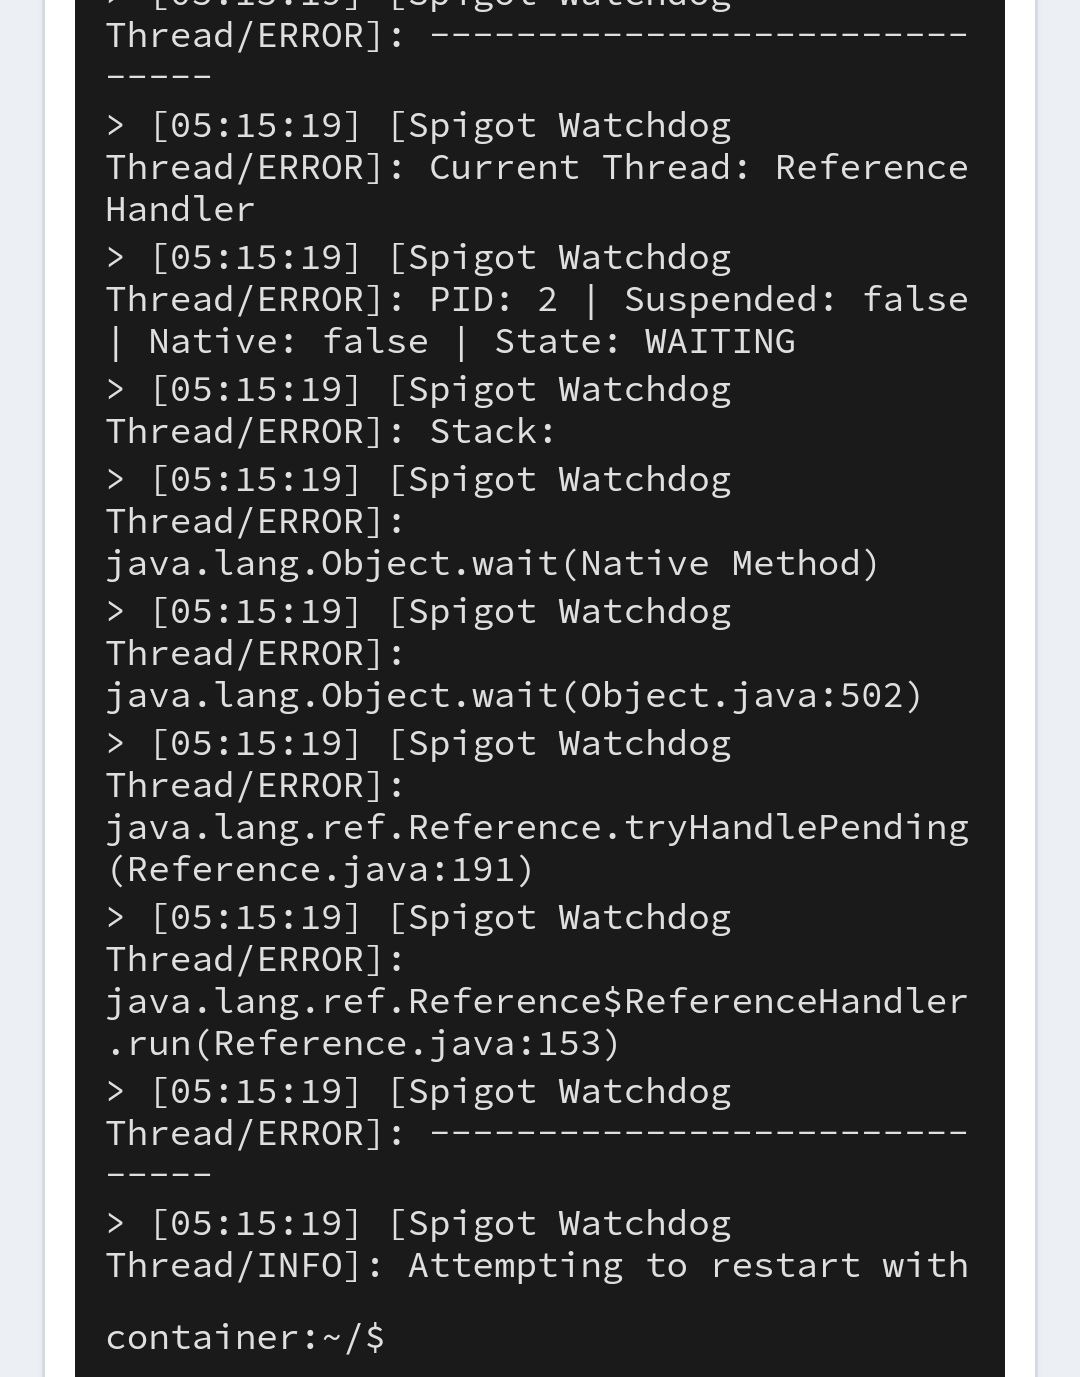 > [05:15:19] [Spigot Watchdog
Thread/ERROR]: -------------------------
-----
> [05:15:19] [Spigot Watchdog
Thread/ERROR]: Current Thread: Reference
Handler
> [05:15:19] [Spigot Watchdog
Thread/ERROR]: PID: 2 | Suspended: false
| Native: false | State: WAITING
> [05:15:19] [Spigot Watchdog
Thread/ERROR]: Stack:
> [05:15:19] [Spigot Watchdog
Thread/ERROR]:
java.lang.Object.wait(Native Method)
> [05:15:19] [Spigot Watchdog
Thread/ERROR]:
java.lang.Object.wait(Object.java:502)
> [05:15:19] [Spigot Watchdog
Thread/ERROR]:
java.lang.ref.Reference.tryHandlePending
(Reference.java:191)
> [05:15:19] [Spigot Watchdog
Thread/ERROR]:
java.lang.ref.Reference$ReferenceHandler
.run(Reference.java:153)
> [05:15:19] [Spigot Watchdog
Thread/ERROR]: -------------------------
-----
> [05:15:19] [Spigot Watchdog
Thread/INFO]: Attempting to restart with
container:~/$